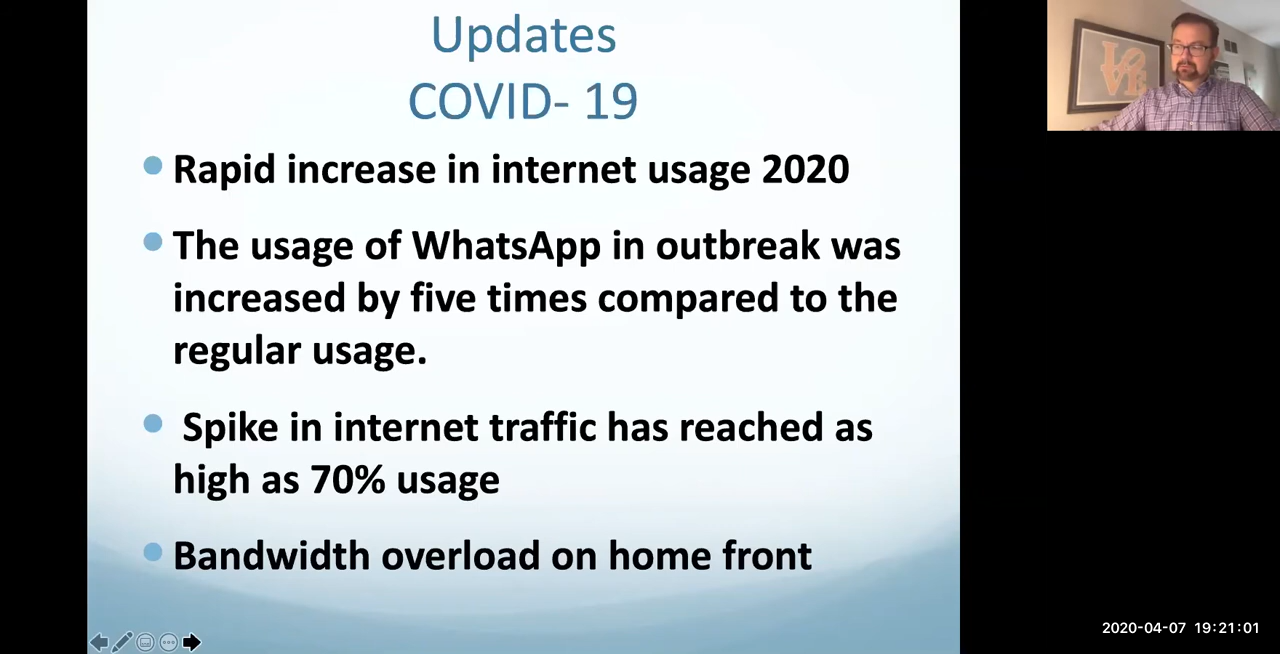 Updates
COVID- 19
Rapid increase in internet usage 2020
The usage of WhatsApp in outbreak was
increased by five times compared to the
regular usage.
Spike in internet traffic has reached as
high as 70% usage
Bandwidth overload on home front
LOVE
2020-04-07 19:21:01